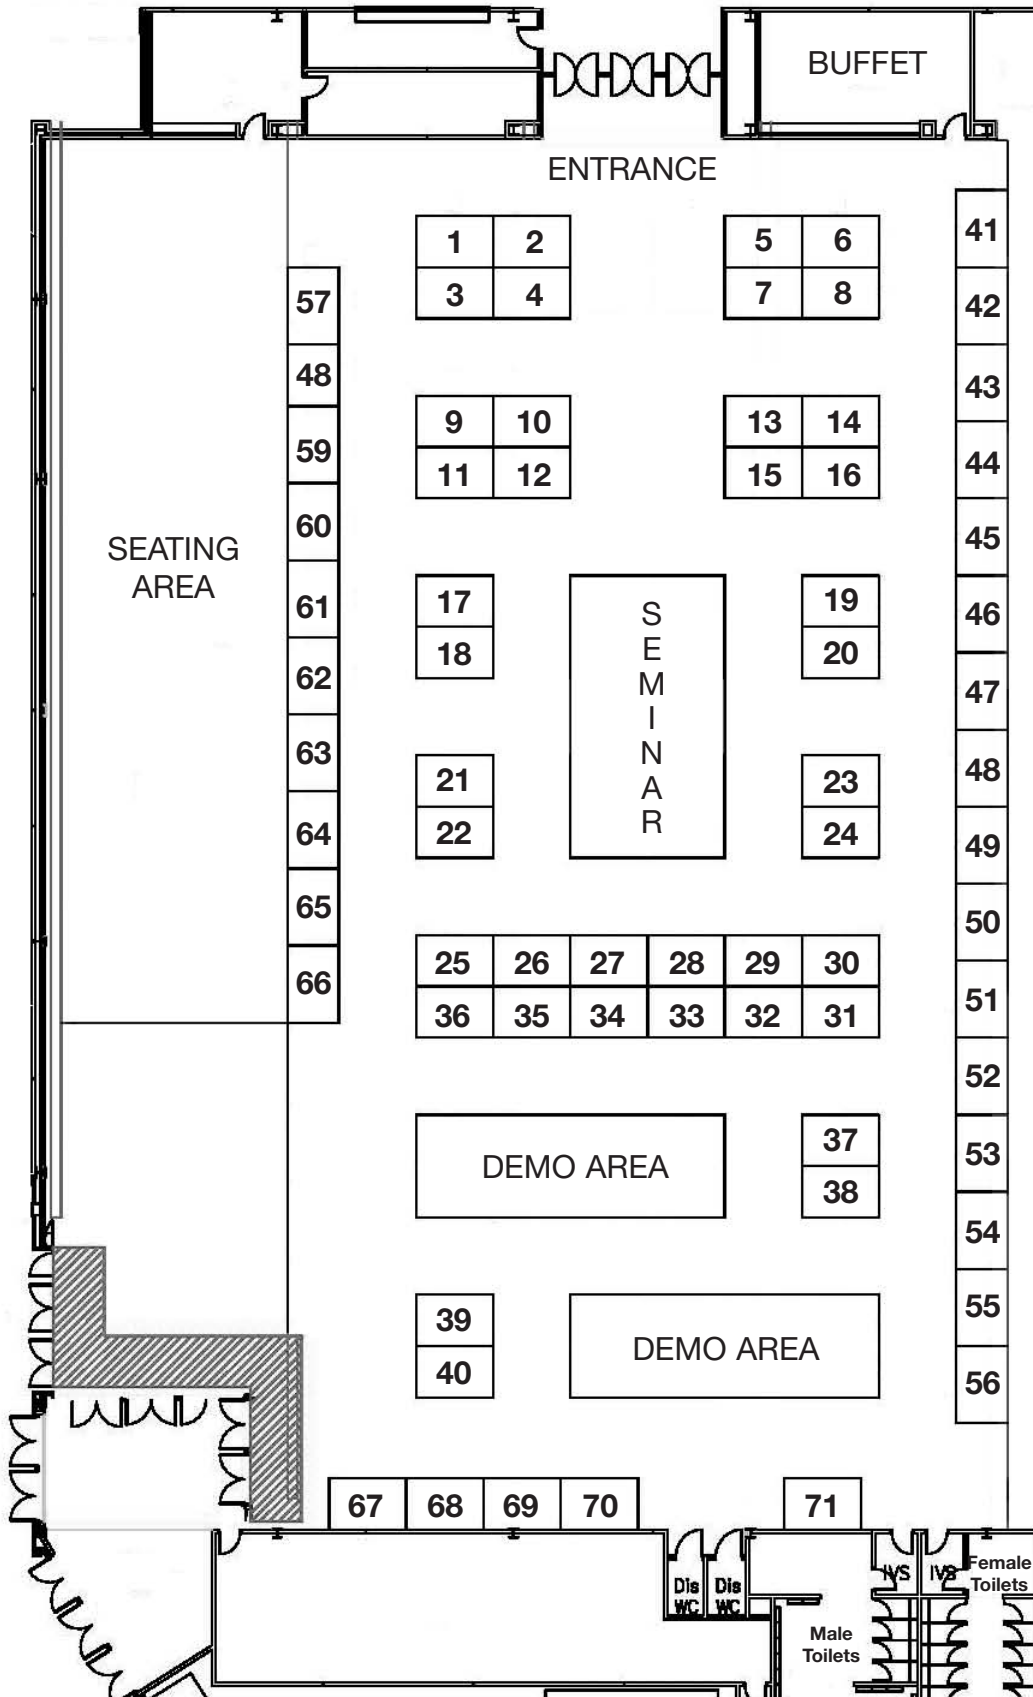 BUFFET
ENTRANCE
1 2 5 6 41
3 4 7 8
57 42
48 43
9 10 13 14
59 11 12 15 16 44
60 45
SEATING
AREA
61 17 19 46
S
E
M
I
N
A
R
62 18 20 47
63 21 23 48
64 22 24 49
65 50
66 25 26 27 28 29 30
36 35 34 33 32 31 51
52
DEMO AREA 37 53
38
54
39 55
DEMO AREA
40 56
67 68 69 70 71
Dis
WC
Dis
WC
IVS IVS
Female
Toilets
Male
Toilets